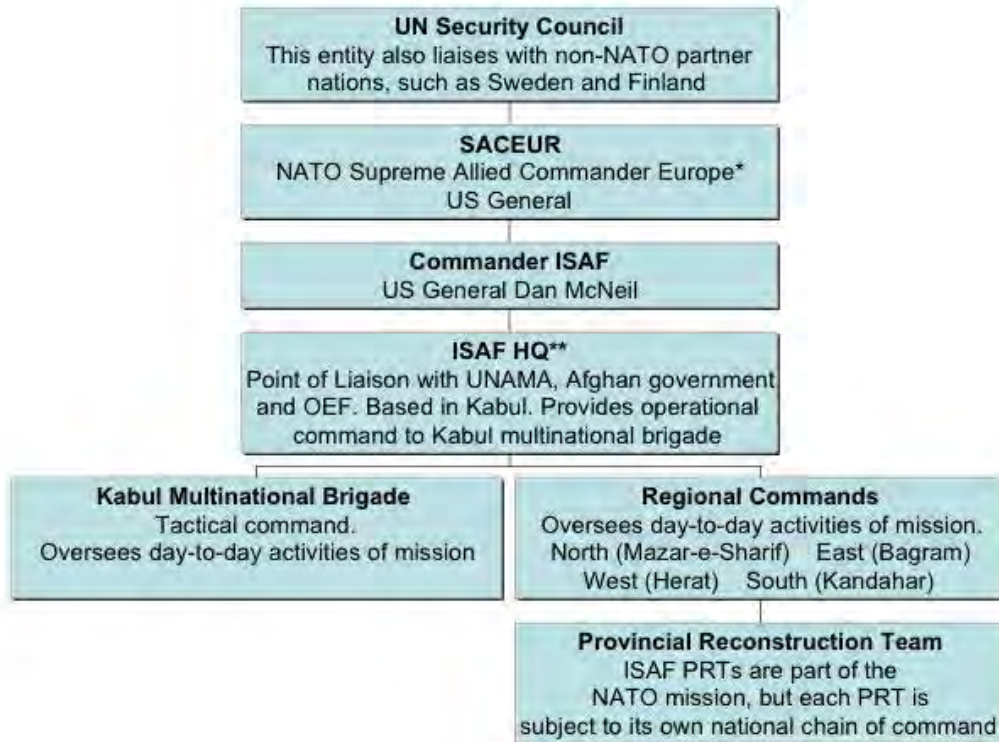 UN Security Council
This entity also liaises with non-NATO partner
nations, such as Sweden and Finland
SACEUR
NATO Supreme Allied Commander Europe*
US General
Commander ISAF
US General Dan McNeil
ISAF HQ**
Point of Liaison with UNAMA, Afghan government
and OEF. Based in Kabul. Provides operational
command to Kabul multinational brigade
Kabul Multinational Brigade
Tactical command.
Oversees day-to-day activities of mission
Regional Commands
Oversees day-to-day activities of mission.
North (Mazar-e-Sharif) East (Bagram)
West (Herat) South (Kandahar)
Provincial Reconstruction Team
ISAF PRTs are part of the
NATO mission, but each PRT is
subject to its own national chain of command